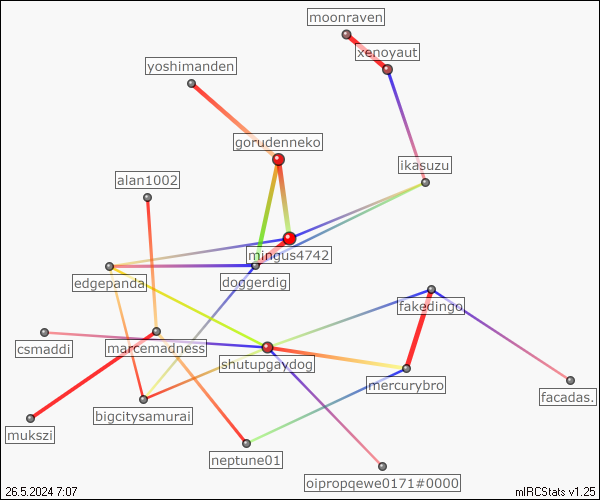 moonraven
xenoyaut
yoshimanden
gorudenneko
ikasuzu
alan1002
mingus4742
edgepanda
doggerdig
fakedingo.
csmaddi
marcemadness
shutupgaydog
mercurybro
facadas.
bigcitysamurai
mukszi
neptune01
oipropqewe0171#0000
26.5.2024 7:07
mIRCStats v1.25